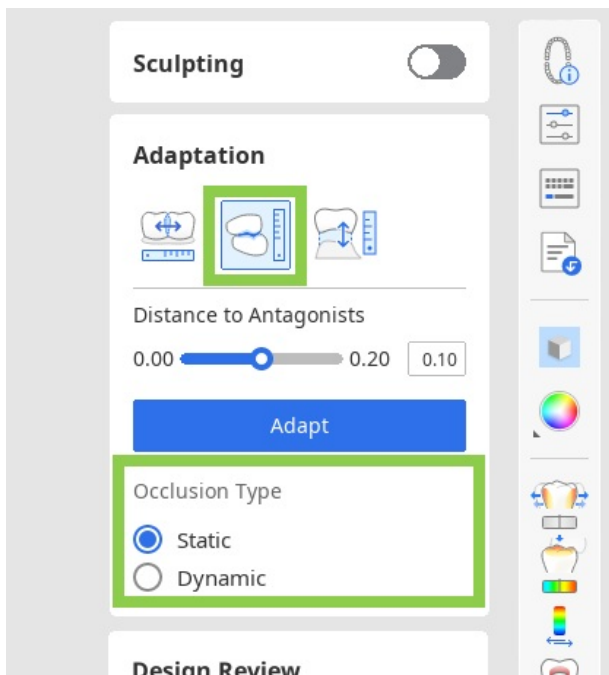 Sculpting
Adaptation
Distance to Antagonists
0.00 0.20 0.10
Adapt
Occlusion Type
Static
Dynamic
Design Review